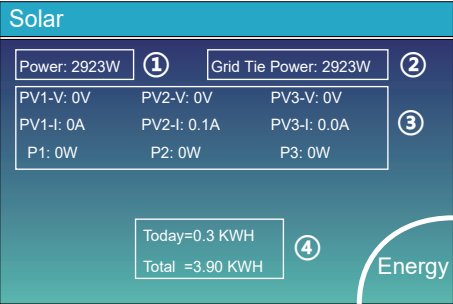 Solar
Power: 2923W ① Grid Tie Power: 2923W ②
PV1-V: 0V PV2-V: 0V PV3-V: 0V
PV1-I: 0A PV2-I: 0.1A PV3-I: 0.0A ③
P1: 0W P2: 0W P3: 0W
Today=0.3 KWH
④
Total =3.90 KWH
Energy